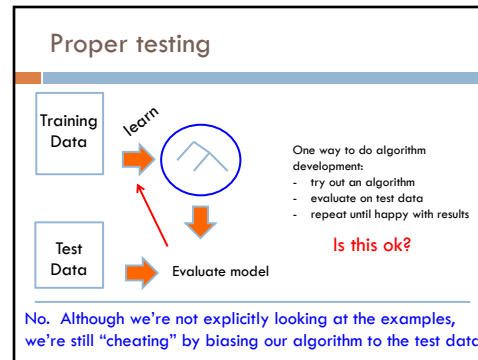 Proper testing
Training
Data
learn
One way to do algorithm
development:
- try out an algorithm
- evaluate on test data
- repeat until happy with results
Is this ok?
Test
Data
Evaluate model
No. Although we're not explicitly looking at the examples,
we're still "cheating" by biasing our algorithm to the test data